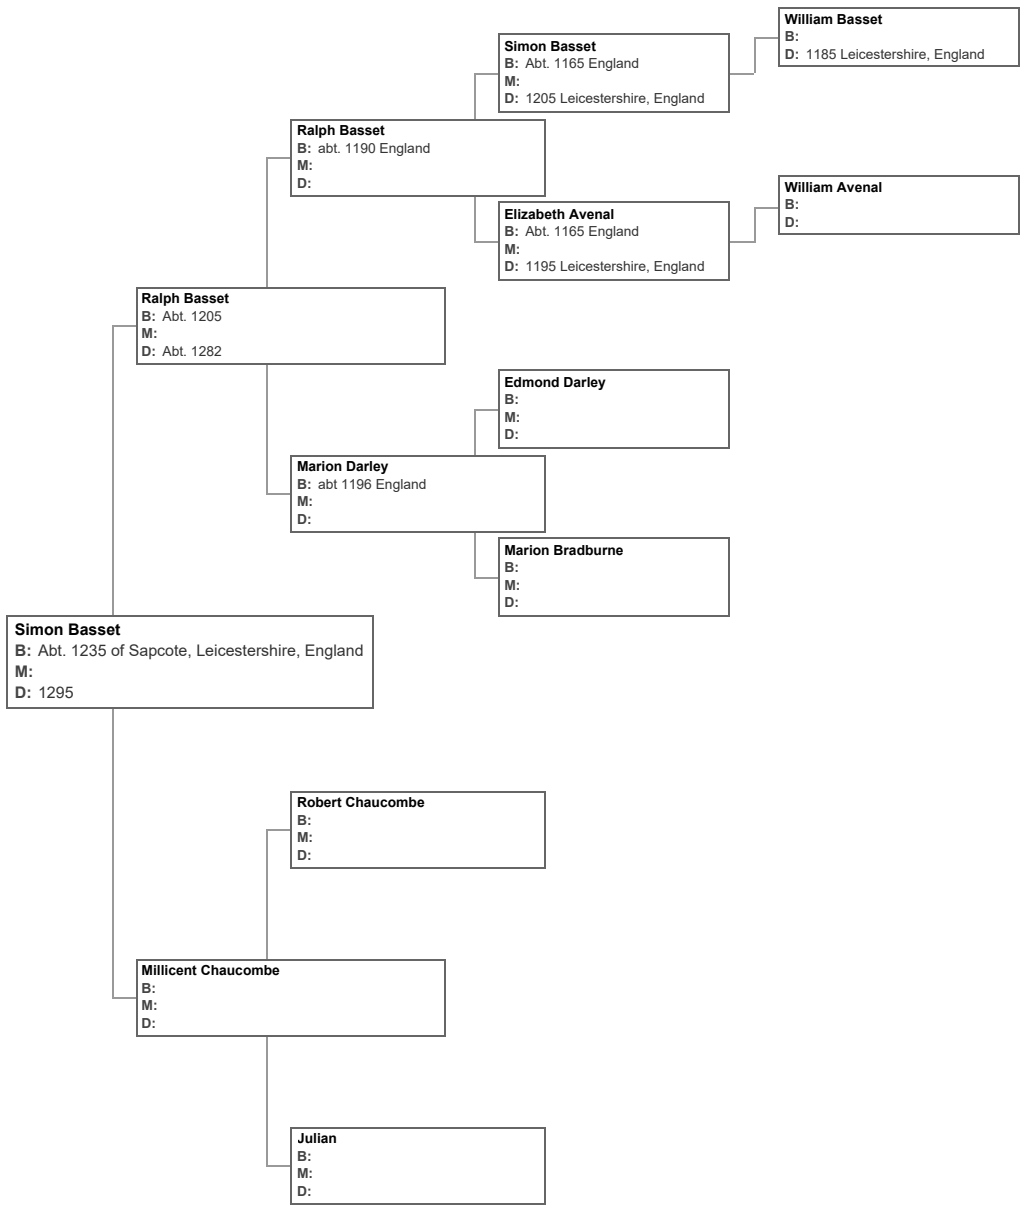 William Basset
B:
D: 1185 Leicestershire, England
Simon Basset
B: Abt. 1165 England
M:
D: 1205 Leicestershire, England
Ralph Basset
B: abt. 1190 England
M:
D:
William Avenal
B:
D:
Elizabeth Avenal
B: Abt. 1165 England
M:
D: 1195 Leicestershire, England
Ralph Basset
B: Abt. 1205
M:
D: Abt. 1282
Edmond Darley
B:
M:
D:
Marion Darley
B: abt 1196 England
M:
D:
Marion Bradburne
B:
M:
D:
Simon Basset
B: Abt. 1235 of Sapcote, Leicestershire, England
M:
D: 1295
Robert Chaucombe
B:
M:
D:
Millicent Chaucombe
B:
M:
D:
Julian
B:
M:
D: